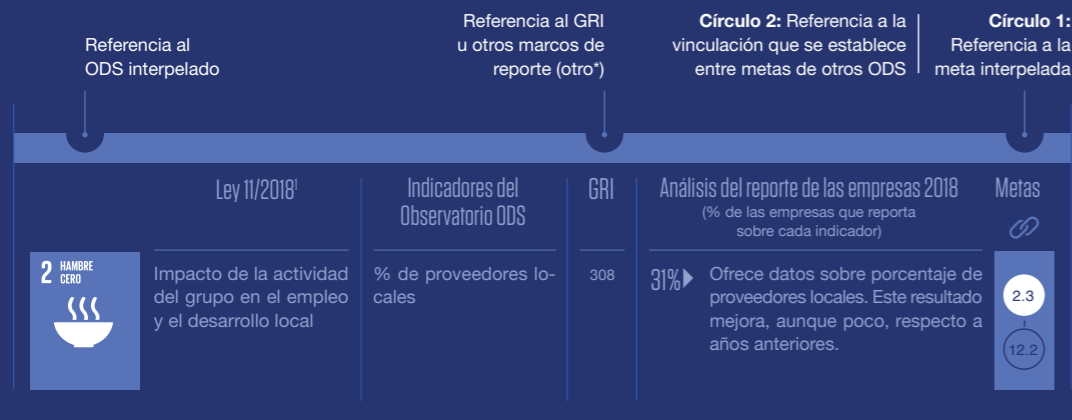 Referencia al
ODS interpelado
Referencia al GRI
u otros marcos de
reporte (otro*)
Círculo 2: Referencia a la
vinculación que se establece
entre metas de otros ODS
Círculo 1:
Referencia a la
meta interpelada
Ley 11/2018¹
Indicadores del
Observatorio ODS
GRI
Análisis del reporte de las empresas 2018
(% de las empresas que reporta
sobre cada indicador)
Metas
2 HAMBRE
CERO
Impacto de la actividad
del grupo en el empleo
y el desarrollo local
% de proveedores lo-
cales
308
31%
Ofrece datos sobre porcentaje de
proveedores locales. Este resultado
mejora, aunque poco, respecto a
años anteriores.
2.3
12.2